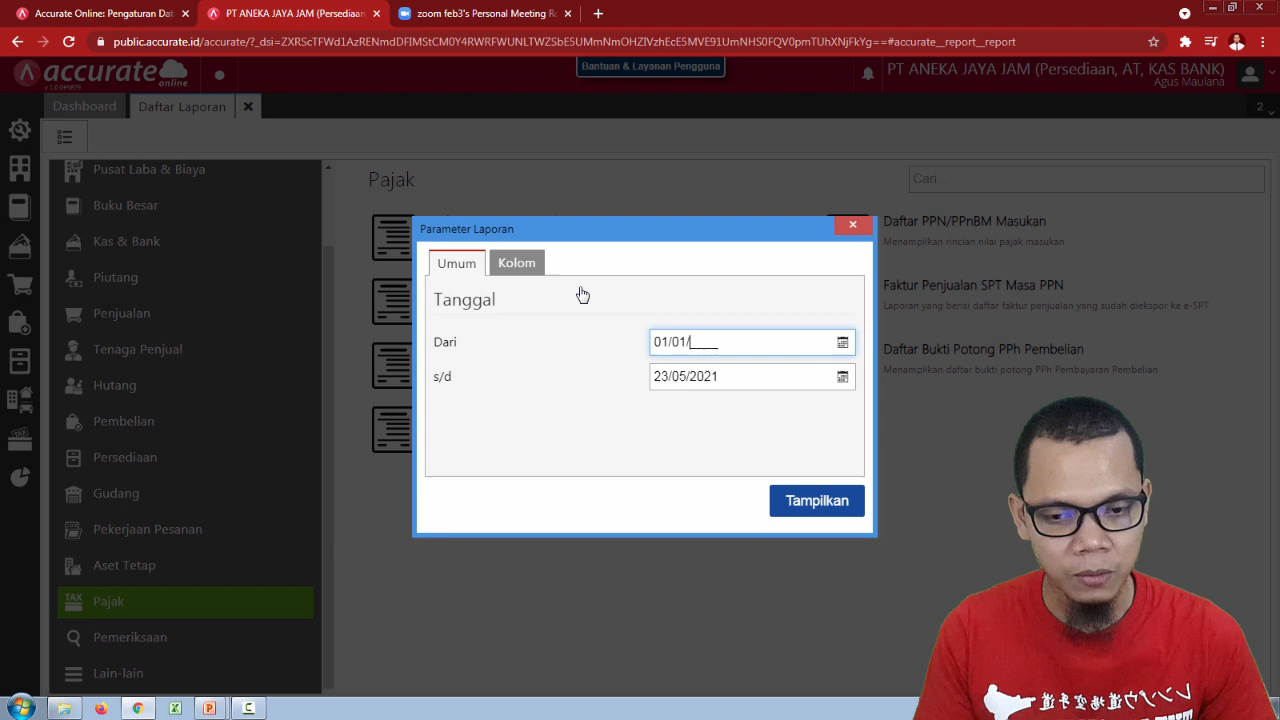 Accurate Online: Pengaturan Dat
PT ANEKA JAYA JAM (Persediaan
zoom feb3's Personal Meeting R
public.accurate.id/accurate/?_dsi=ZXRScTFWd1AzRENmdDFIMStCM0Y4RWRFWUNLTWZSbE5UMmNmOHZIVzhEcE5MVE91UmNHS0FQV0pmTUhXNjFkYg==#accurate__report__report
accurate
online
Bantuan & Layanan Pengguna
PT ANEKA JAYA JAM (Persediaan, AT, KAS BANK)
Agus Maulana
Dashboard
Daftar Laporan
2
Pusat Laba & Biaya
Buku Besar
Kas & Bank
Piutang
Penjualan
Tenaga Penjual
Hutang
Pembelian
Persediaan
Gudang
Pekerjaan Pesanan
Aset Tetap
TAX
Pajak
Pemeriksaan
Lain-lain
Pajak
Cari...
Daftar PPN/PPnBM Masukan
Menampilkan rincian nilai pajak masukan
Faktur Penjualan SPT Masa PPN
Laporan yang berisi daftar faktur penjualan yang sudah diekspor ke e-SPT
Daftar Bukti Potong PPh Pembelian
Menampilkan daftar bukti potong PPh Pembayaran Pembelian
Parameter Laporan
Umum
Kolom
Tanggal
Dari
01/01/____
s/d
23/05/2021
Tampilkan